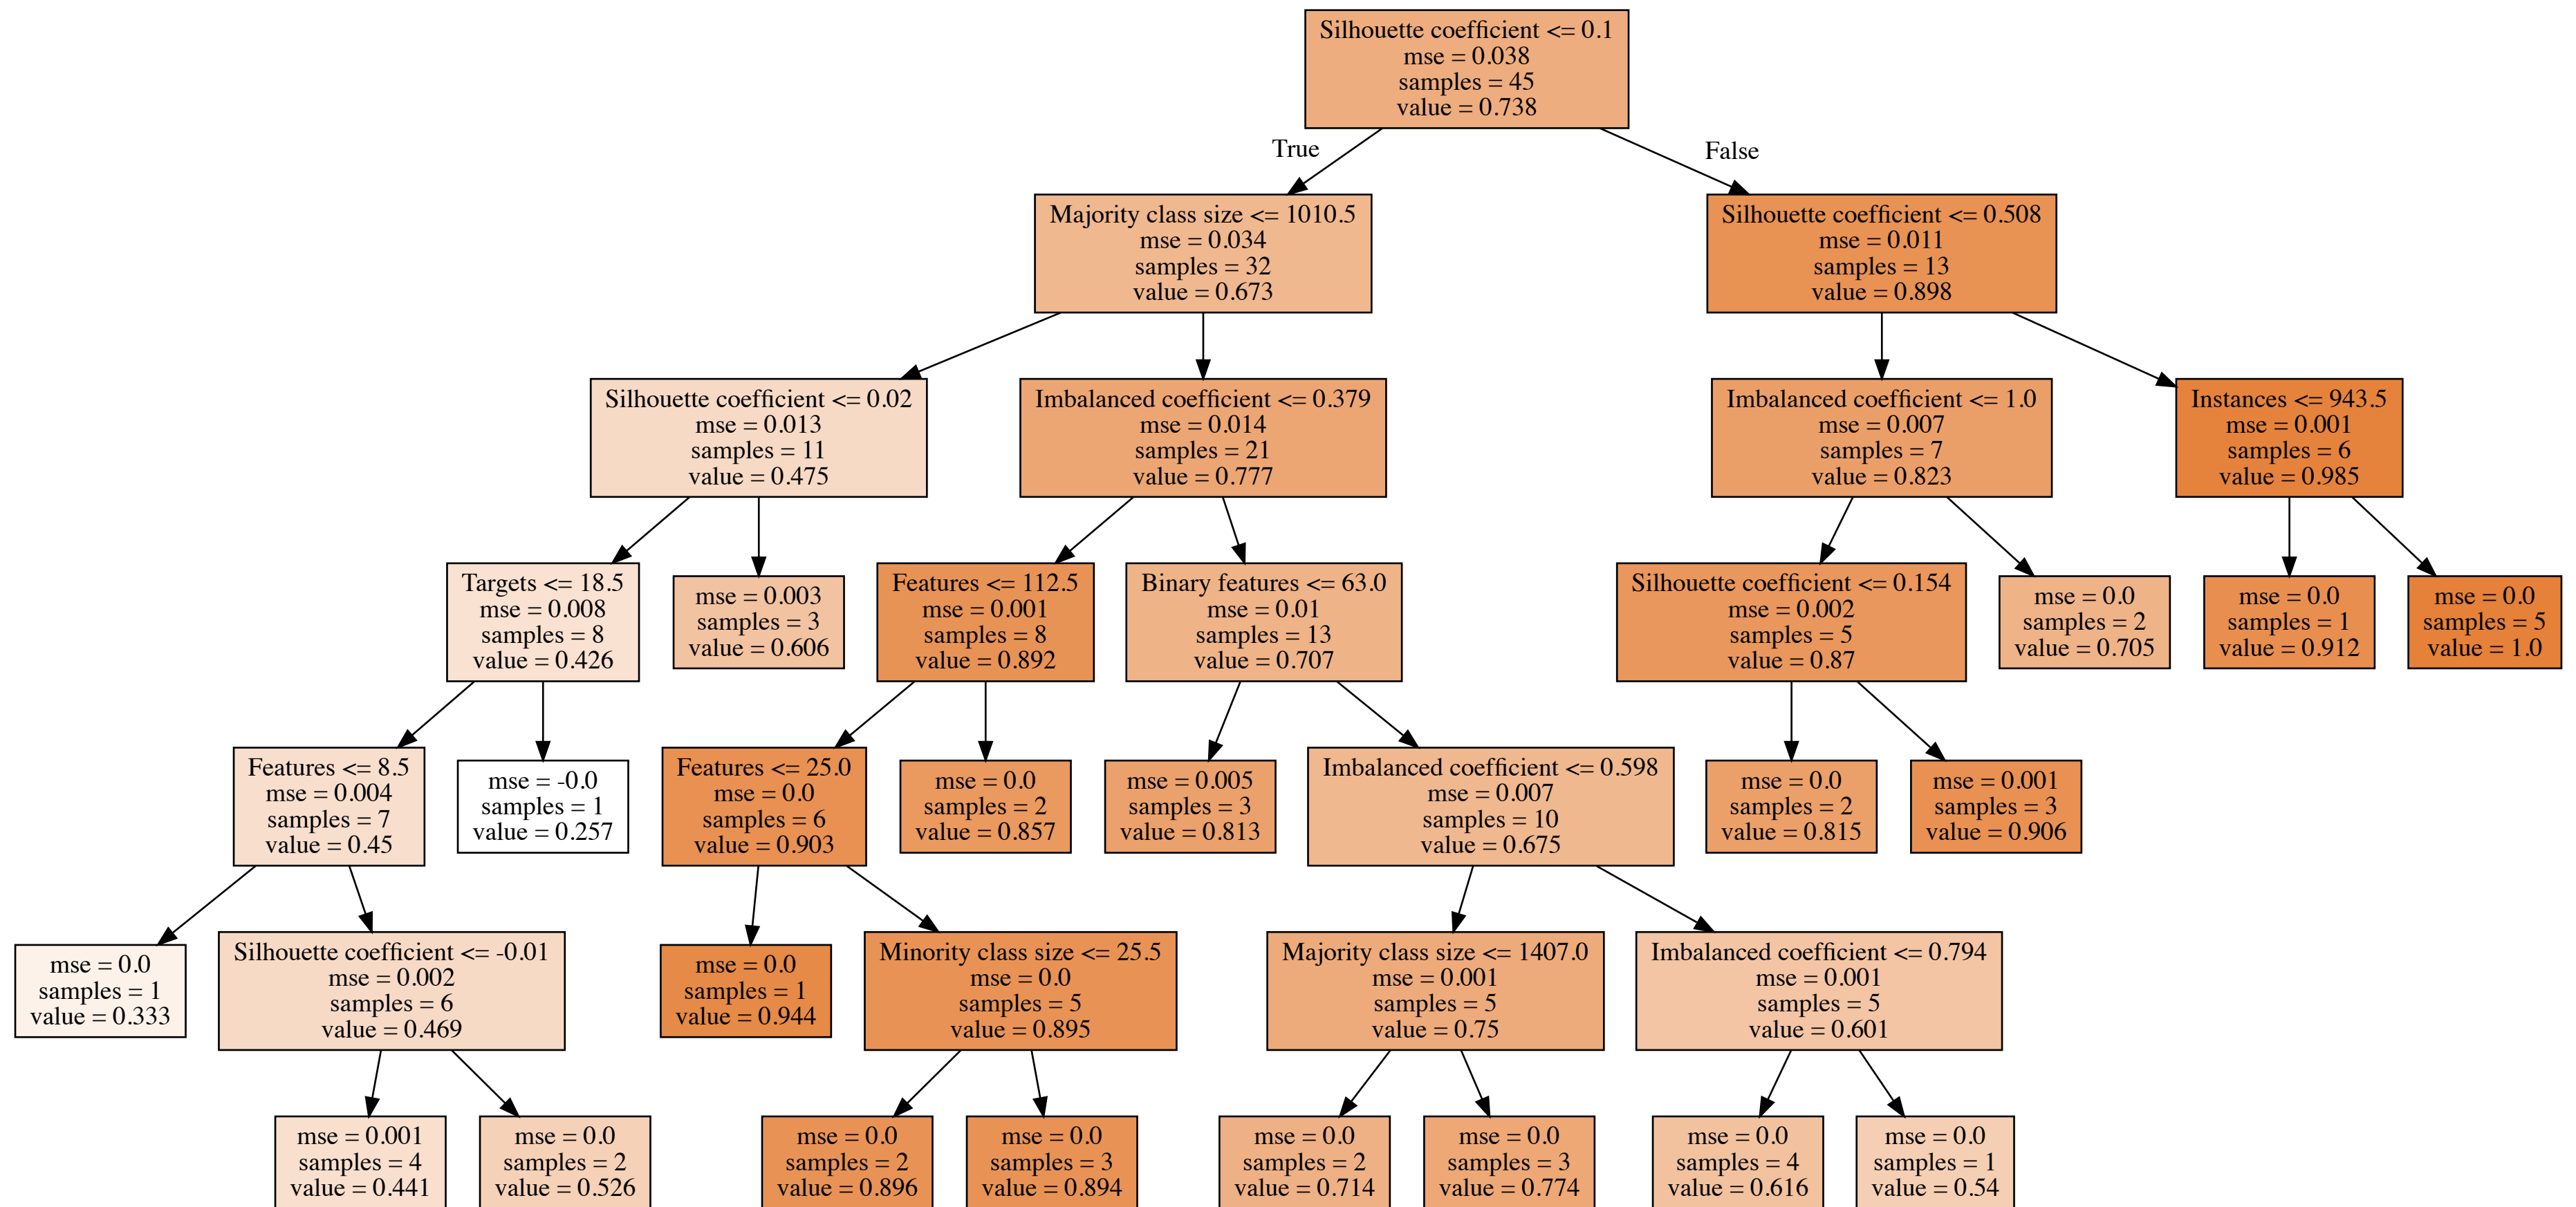 Silhouette coefficient <= 0.1
mse = 0.038
samples = 45
value = 0.738
True
False
Majority class size <= 1010.5
mse = 0.034
samples = 32
value = 0.673
Silhouette coefficient <= 0.508
mse = 0.011
samples = 13
value = 0.898
Silhouette coefficient <= 0.02
mse = 0.013
samples = 11
value = 0.475
Imbalanced coefficient <= 0.379
mse = 0.014
samples = 21
value = 0.777
Imbalanced coefficient <= 1.0
mse = 0.007
samples = 7
value = 0.823
Instances <= 943.5
mse = 0.001
samples = 6
value = 0.985
Targets <= 18.5
mse = 0.008
samples = 8
value = 0.426
mse = 0.003
samples = 3
value = 0.606
Features <= 112.5
mse = 0.001
samples = 8
value = 0.892
Binary features <= 63.0
mse = 0.01
samples = 13
value = 0.707
Silhouette coefficient <= 0.154
mse = 0.002
samples = 5
value = 0.87
mse = 0.0
samples = 2
value = 0.705
mse = 0.0
samples = 1
value = 0.912
mse = 0.0
samples = 5
value = 1.0
Features <= 8.5
mse = 0.004
samples = 7
value = 0.45
mse = -0.0
samples = 1
value = 0.257
Features <= 25.0
mse = 0.0
samples = 6
value = 0.903
mse = 0.0
samples = 2
value = 0.857
mse = 0.005
samples = 3
value = 0.813
Imbalanced coefficient <= 0.598
mse = 0.007
samples = 10
value = 0.675
mse = 0.0
samples = 2
value = 0.815
mse = 0.001
samples = 3
value = 0.906
mse = 0.0
samples = 1
value = 0.333
Silhouette coefficient <= -0.01
mse = 0.002
samples = 6
value = 0.469
mse = 0.0
samples = 1
value = 0.944
Minority class size <= 25.5
mse = 0.0
samples = 5
value = 0.895
Majority class size <= 1407.0
mse = 0.001
samples = 5
value = 0.75
Imbalanced coefficient <= 0.794
mse = 0.001
samples = 5
value = 0.601
mse = 0.001
samples = 4
value = 0.441
mse = 0.0
samples = 2
value = 0.526
mse = 0.0
samples = 2
value = 0.896
mse = 0.0
samples = 3
value = 0.894
mse = 0.0
samples = 2
value = 0.714
mse = 0.0
samples = 3
value = 0.774
mse = 0.0
samples = 4
value = 0.616
mse = 0.0
samples = 1
value = 0.54